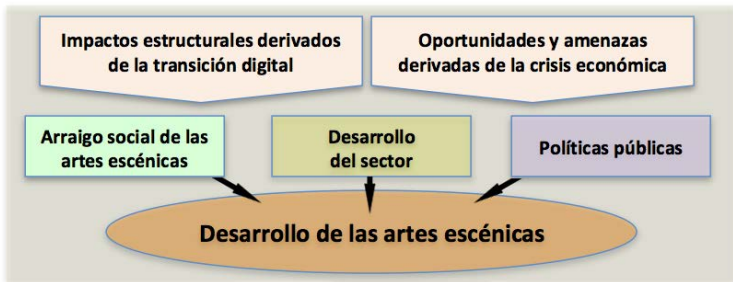 Impactos estructurales derivados
de la transición digital
Oportunidades y amenazas
derivadas de la crisis económica
Arraigo social de las
artes escénicas
Desarrollo
del sector
Políticas públicas
Desarrollo de las artes escénicas